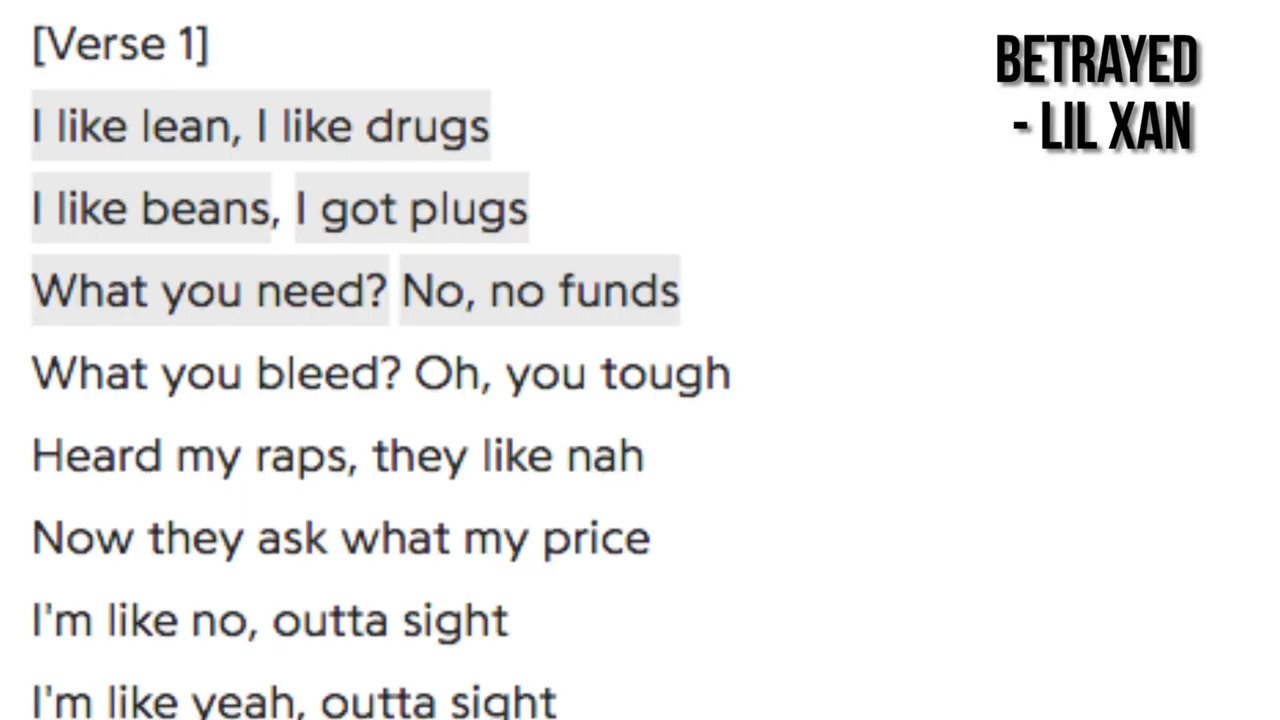 [Verse 1]
I like lean, I like drugs
I like beans, I got plugs
What you need? No, no funds
What you bleed? Oh, you tough
Heard my raps, they like nah
Now they ask what my price
I'm like no, outta sight
I'm like yeah, outta sight
BETRAYED
- LIL XAN